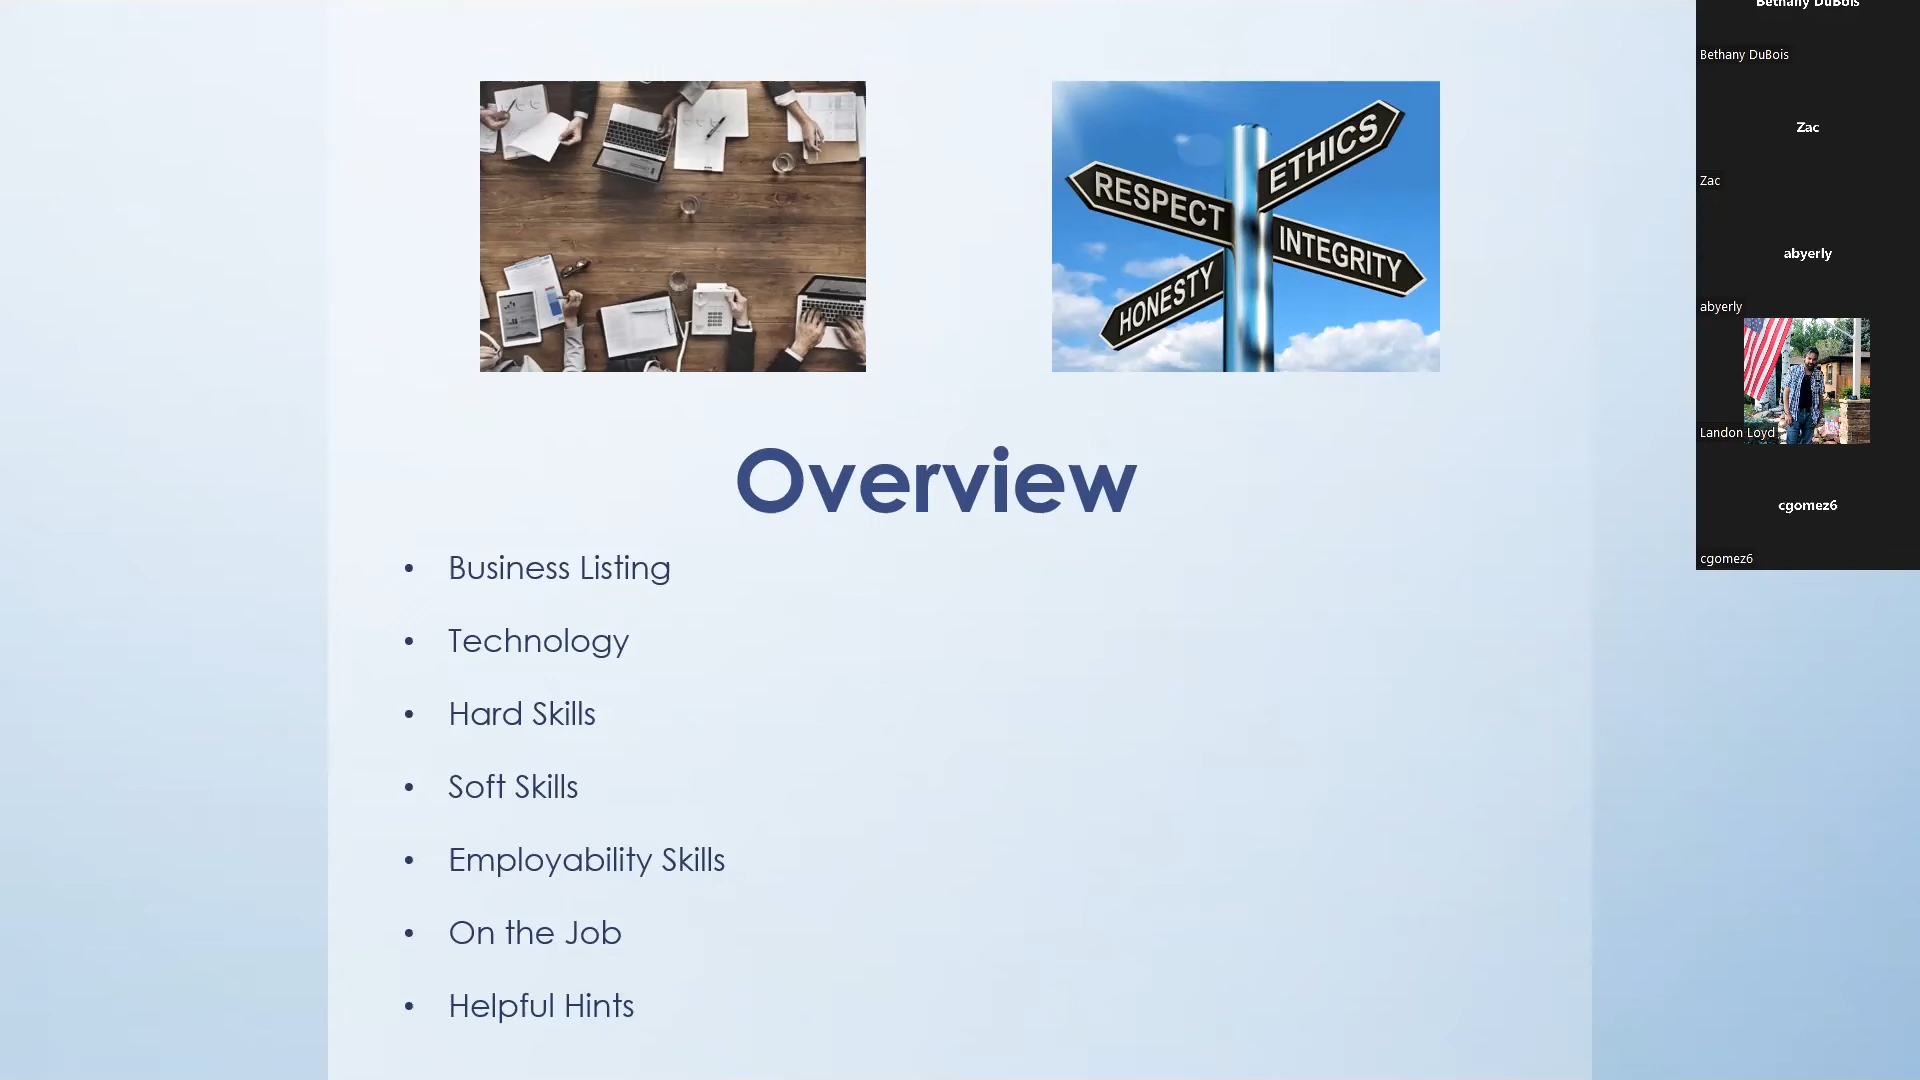 RESPECT
ETHICS
INTEGRITY
HONESTY
Overview
• Business Listing
• Technology
• Hard Skills
• Soft Skills
• Employability Skills
• On the Job
• Helpful Hints
Bethany DuBois
Bethany DuBois
Zac
Zac
abyerly
abyerly
Landon Loyd
cgomez6
cgomez6